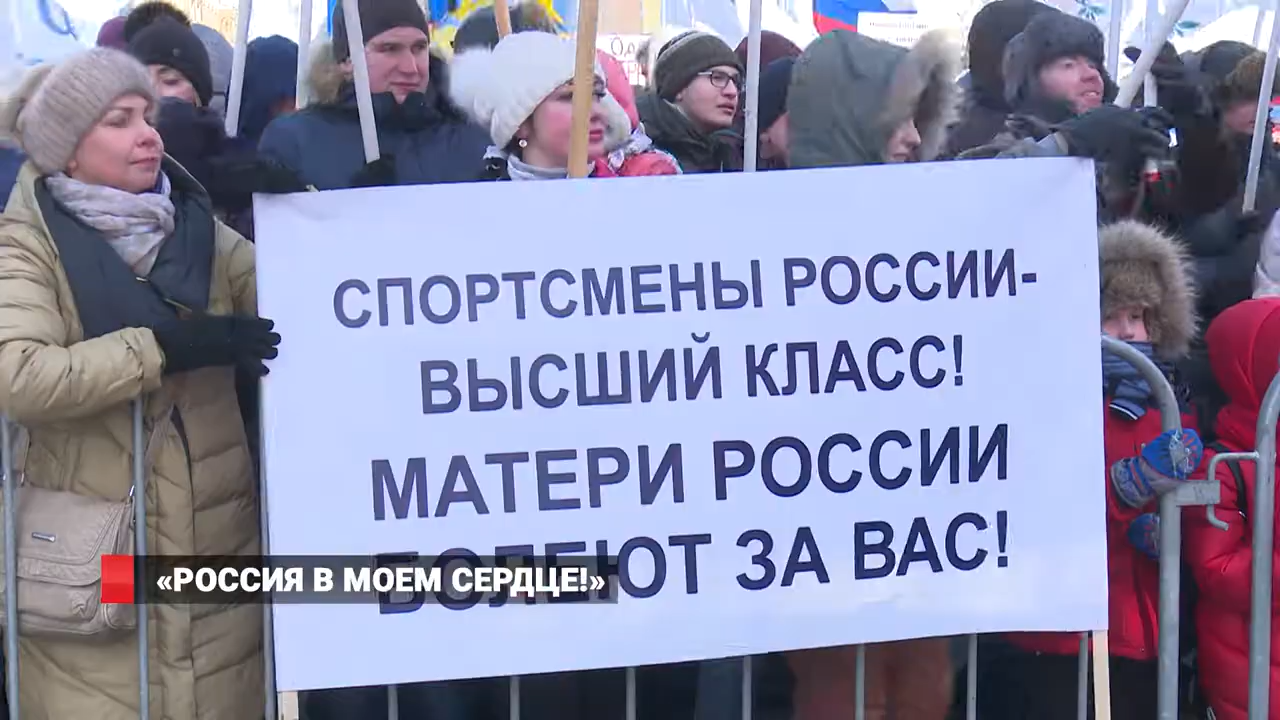 СПОРТСМЕНЫ РОССИИ-
ВЫСШИЙ КЛАСС!
МАТЕРИ РОССИИ
БОЛЕЮТ ЗА ВАС!
«РОССИЯ В МОЕМ СЕРДЦЕ!»